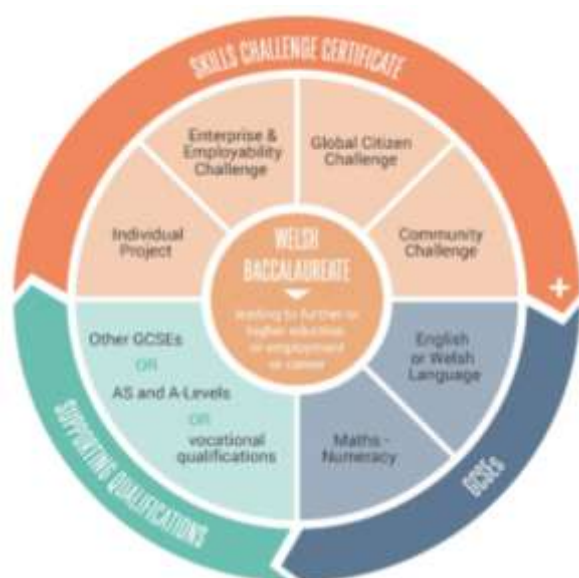 SKILLS CHALLENGE CERTIFICATE
Enterprise &
Employability
Challenge
Global Citizen
Challenge
Individual
Project
Community
Challenge
WELSH
BACCALAUREATE
leading to further or
higher education
or employment
or career
+
Other GCSEs
OR
AS and A-Levels
OR
vocational
qualifications
English
or Welsh
Language
Maths -
Numeracy
SUPPORTING QUALIFICATIONS
GCSEs